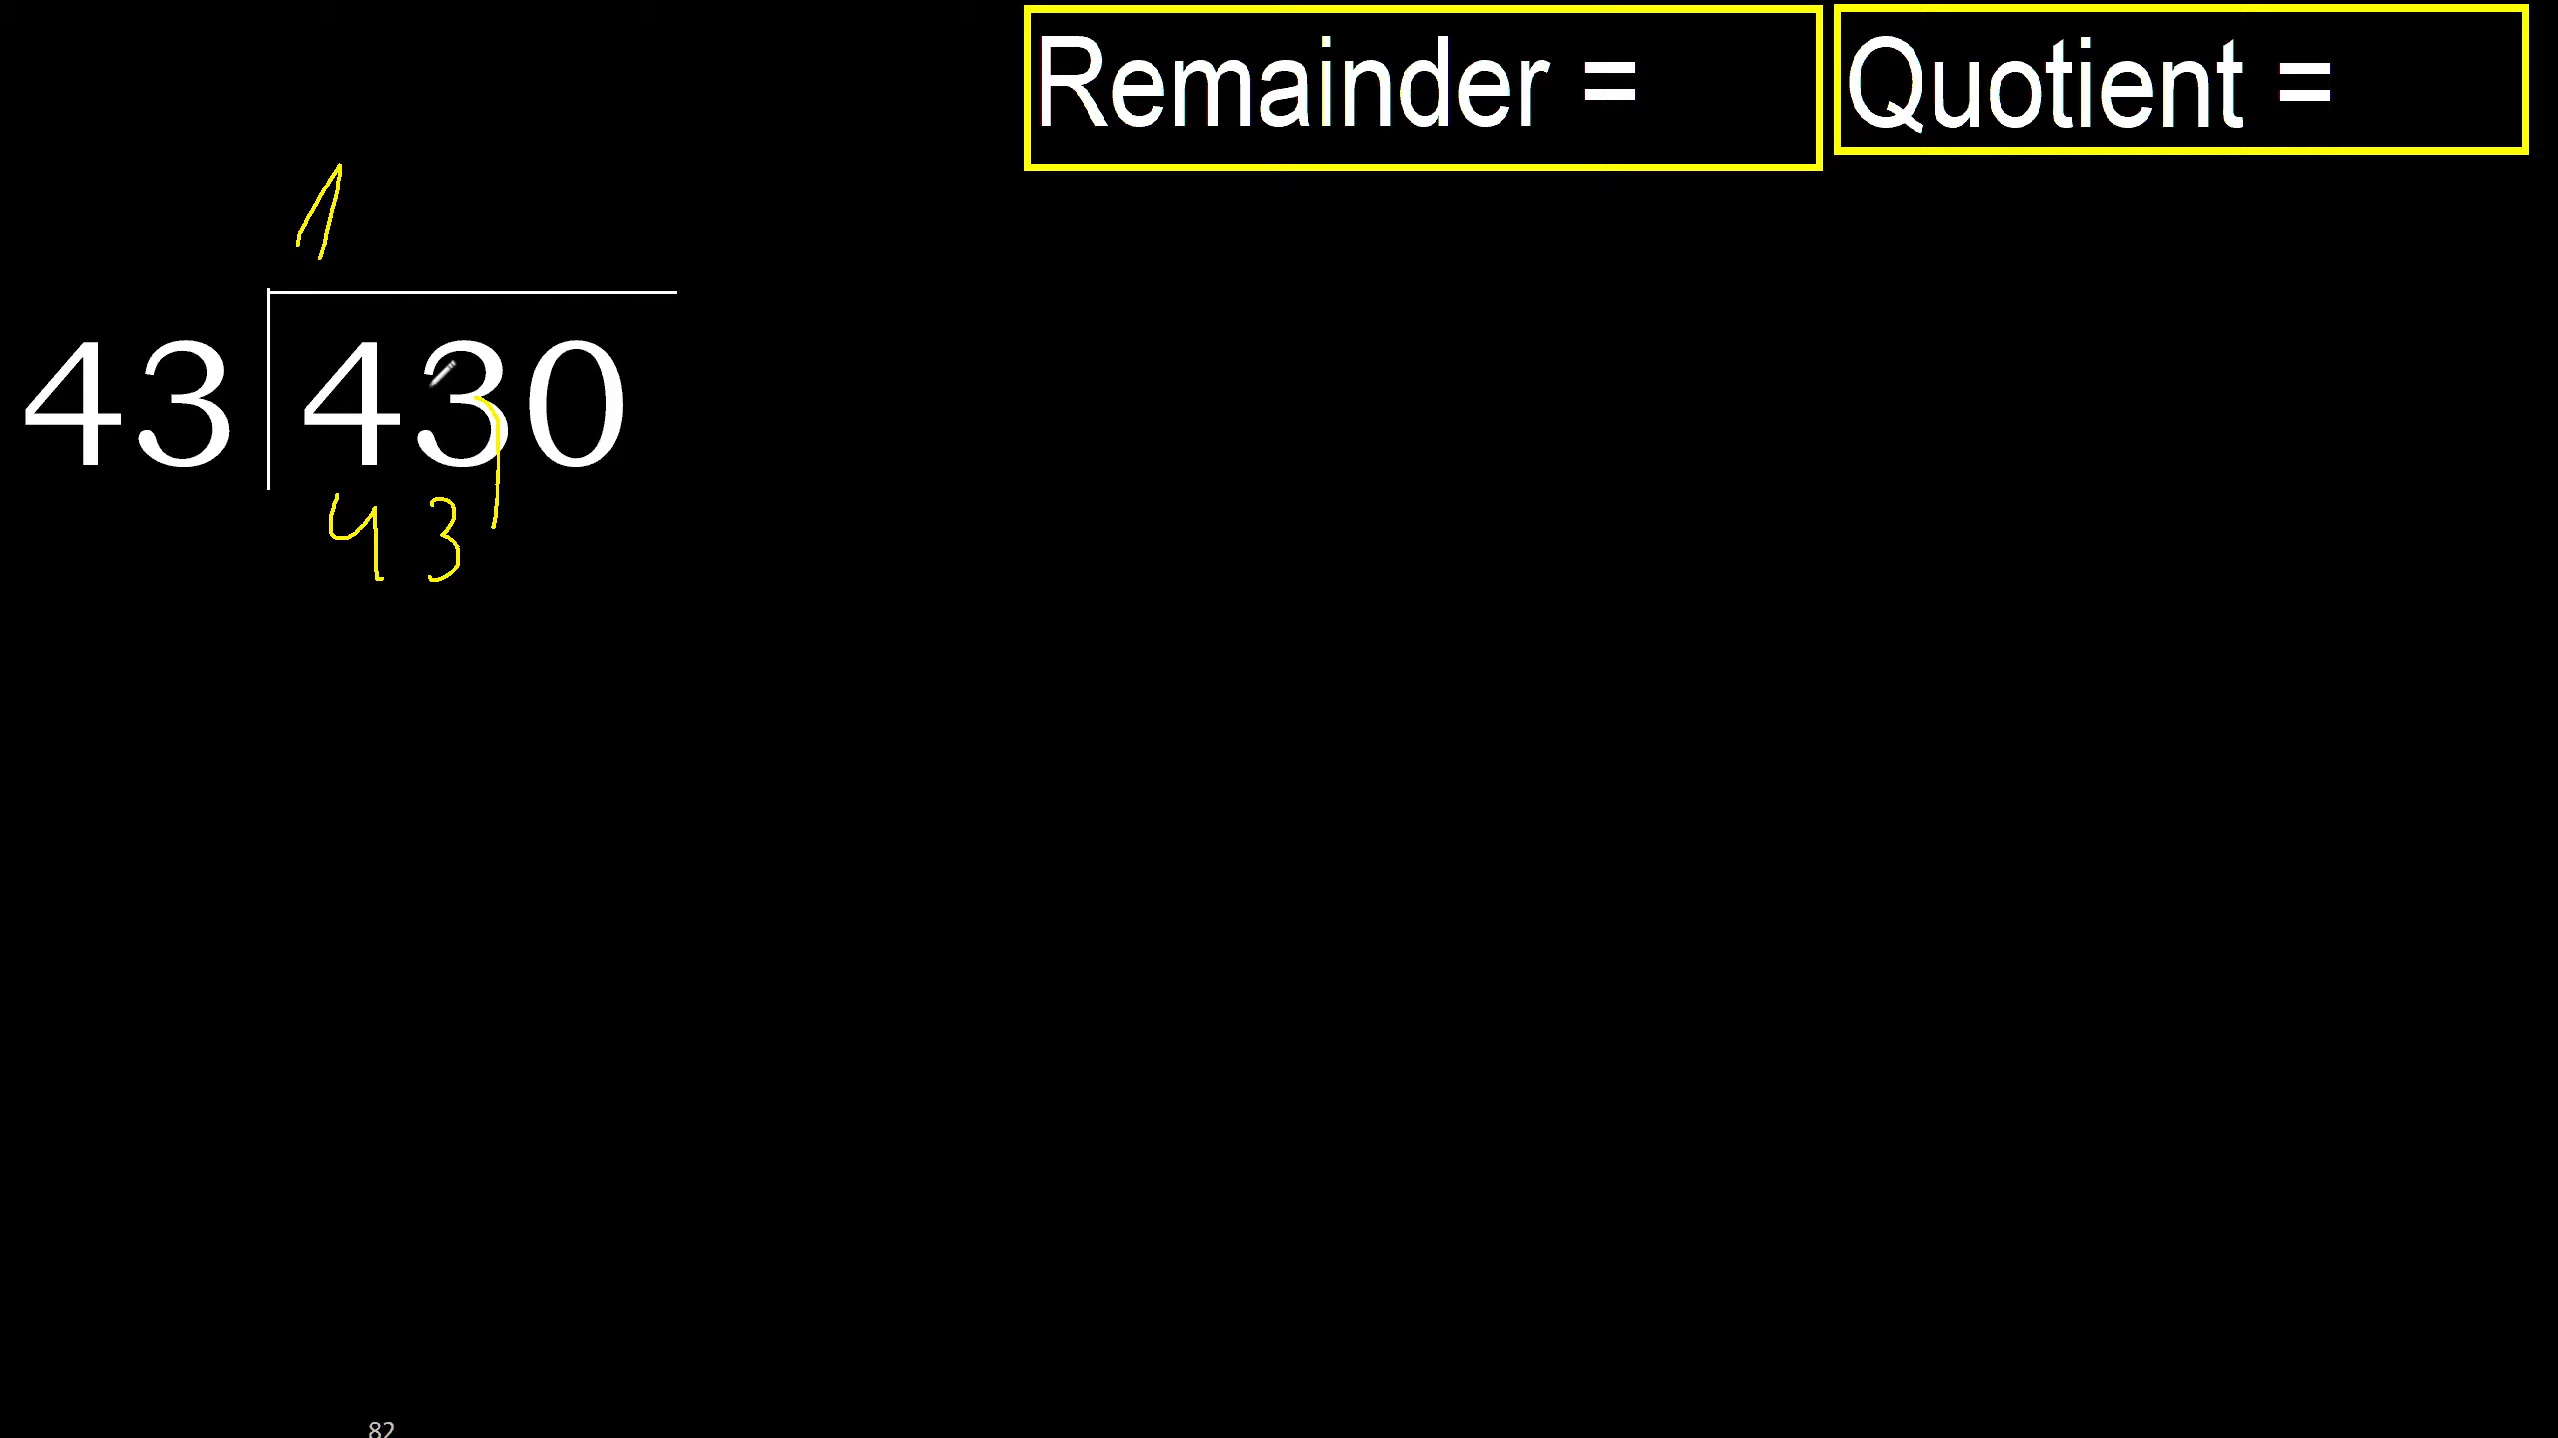 Remainder = Quotient =
1
43 430
43
82